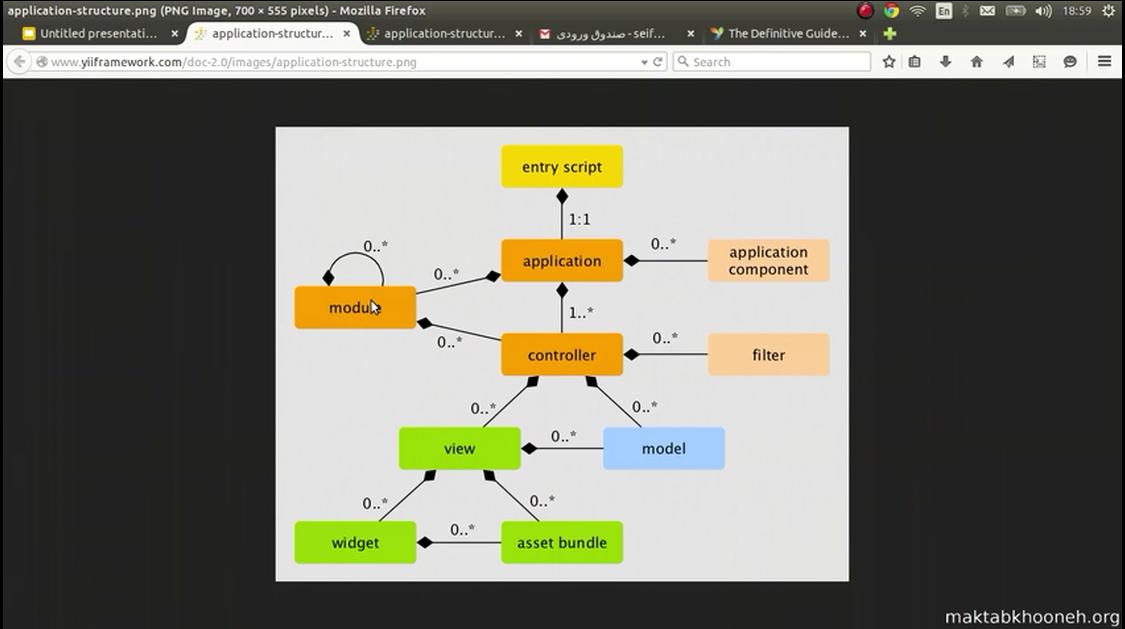 application-structure.png (PNG Image, 700 × 555 pixels) - Mozilla Firefox
En
18:59
Untitled presentati...
application-structur...
application-structur...
صندوق ورودی - seif...
The Definitive Guide...
www.yiiframework.com/doc-2.0/images/application-structure.png
Search
entry script
1:1
0..*
0..*
0..*
application
application
component
module
1..*
0..*
0..*
controller
filter
0..*
0..*
0..*
view
model
0..*
0..*
0..*
widget
asset bundle
maktabkhooneh.org